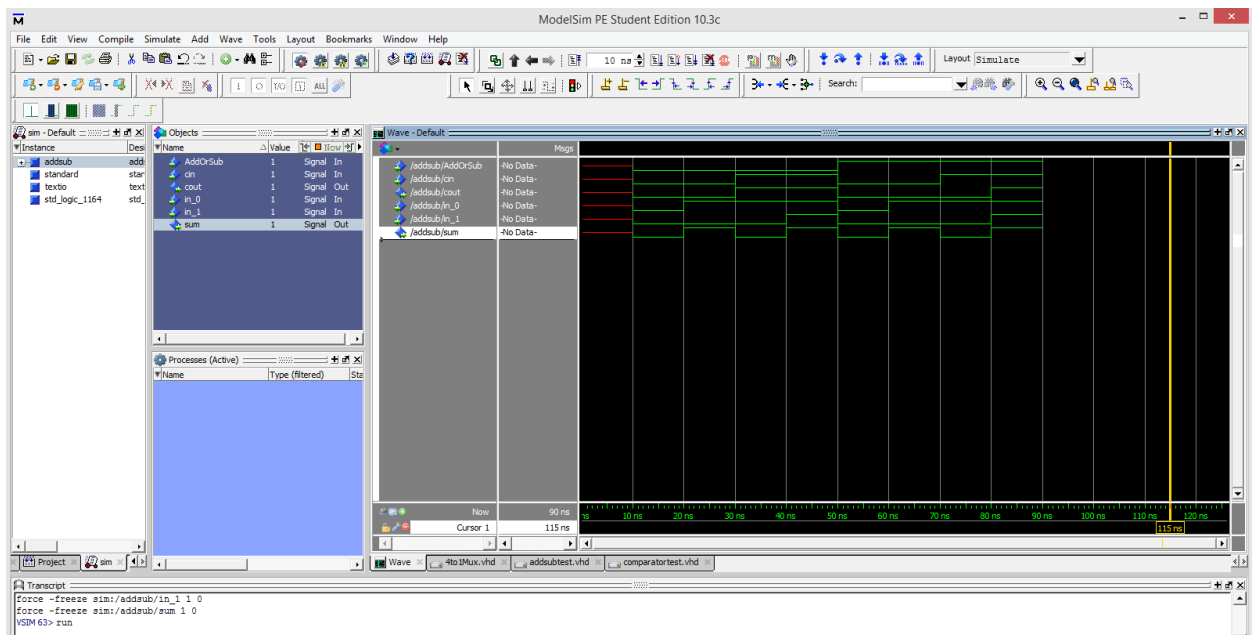 M ModelSim PE Student Edition 10.3c
File Edit View Compile Simulate Add Wave Tools Layout Bookmarks Window Help
10 ns
Layout Simulate
Search:
sim - Default
Instance Desi
addsub add
standard star
textio text
std_logic_1164 std_
Objects
Name Value Now
AddOrSub 1 Signal In
cin 1 Signal In
cout 1 Signal Out
in_0 1 Signal In
in_1 1 Signal In
sum 1 Signal Out
Processes (Active)
Name Type (filtered) Sta
Wave - Default
Msgs
/addsub/AddOrSub -No Data-
/addsub/cin -No Data-
/addsub/cout -No Data-
/addsub/in_0 -No Data-
/addsub/in_1 -No Data-
/addsub/sum -No Data-
Now 90 ns
ns 10 ns 20 ns 30 ns 40 ns 50 ns 60 ns 70 ns 80 ns 90 ns 100 ns 110 ns 120 ns
Cursor 1 115 ns
115 ns
Project sim
Wave 4to1Mux.vhd addsubtest.vhd comparatortest.vhd
Transcript
force -freeze sim:/addsub/in_1 1 0
force -freeze sim:/addsub/sum 1 0
VSIM 63> run